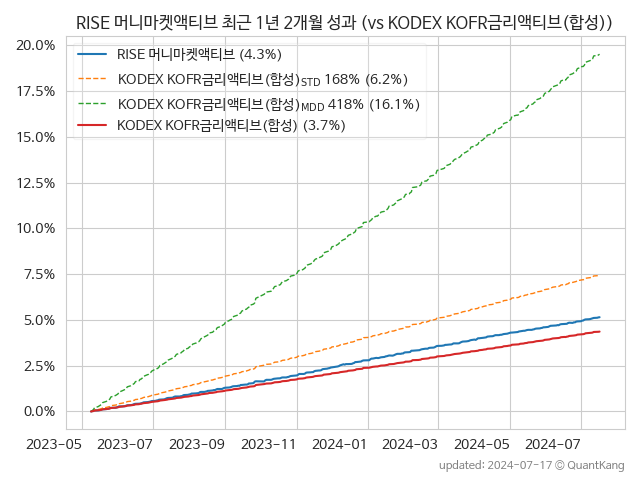 RISE 머니마켓액티브 최근 1년 2개월 성과 (vs KODEX KOFR금리액티브(합성))
20.0%
17.5%
15.0%
12.5%
10.0%
7.5%
5.0%
2.5%
0.0%
RISE 머니마켓액티브 (4.3%)
KODEX KOFR금리액티브(합성)STD 168% (6.2%)
KODEX KOFR금리액티브(합성)MDD 418% (16.1%)
KODEX KOFR금리액티브(합성) (3.7%)
2023-05 2023-07 2023-09 2023-11 2024-01 2024-03 2024-05 2024-07
updated: 2024-07-17 © QuantKang